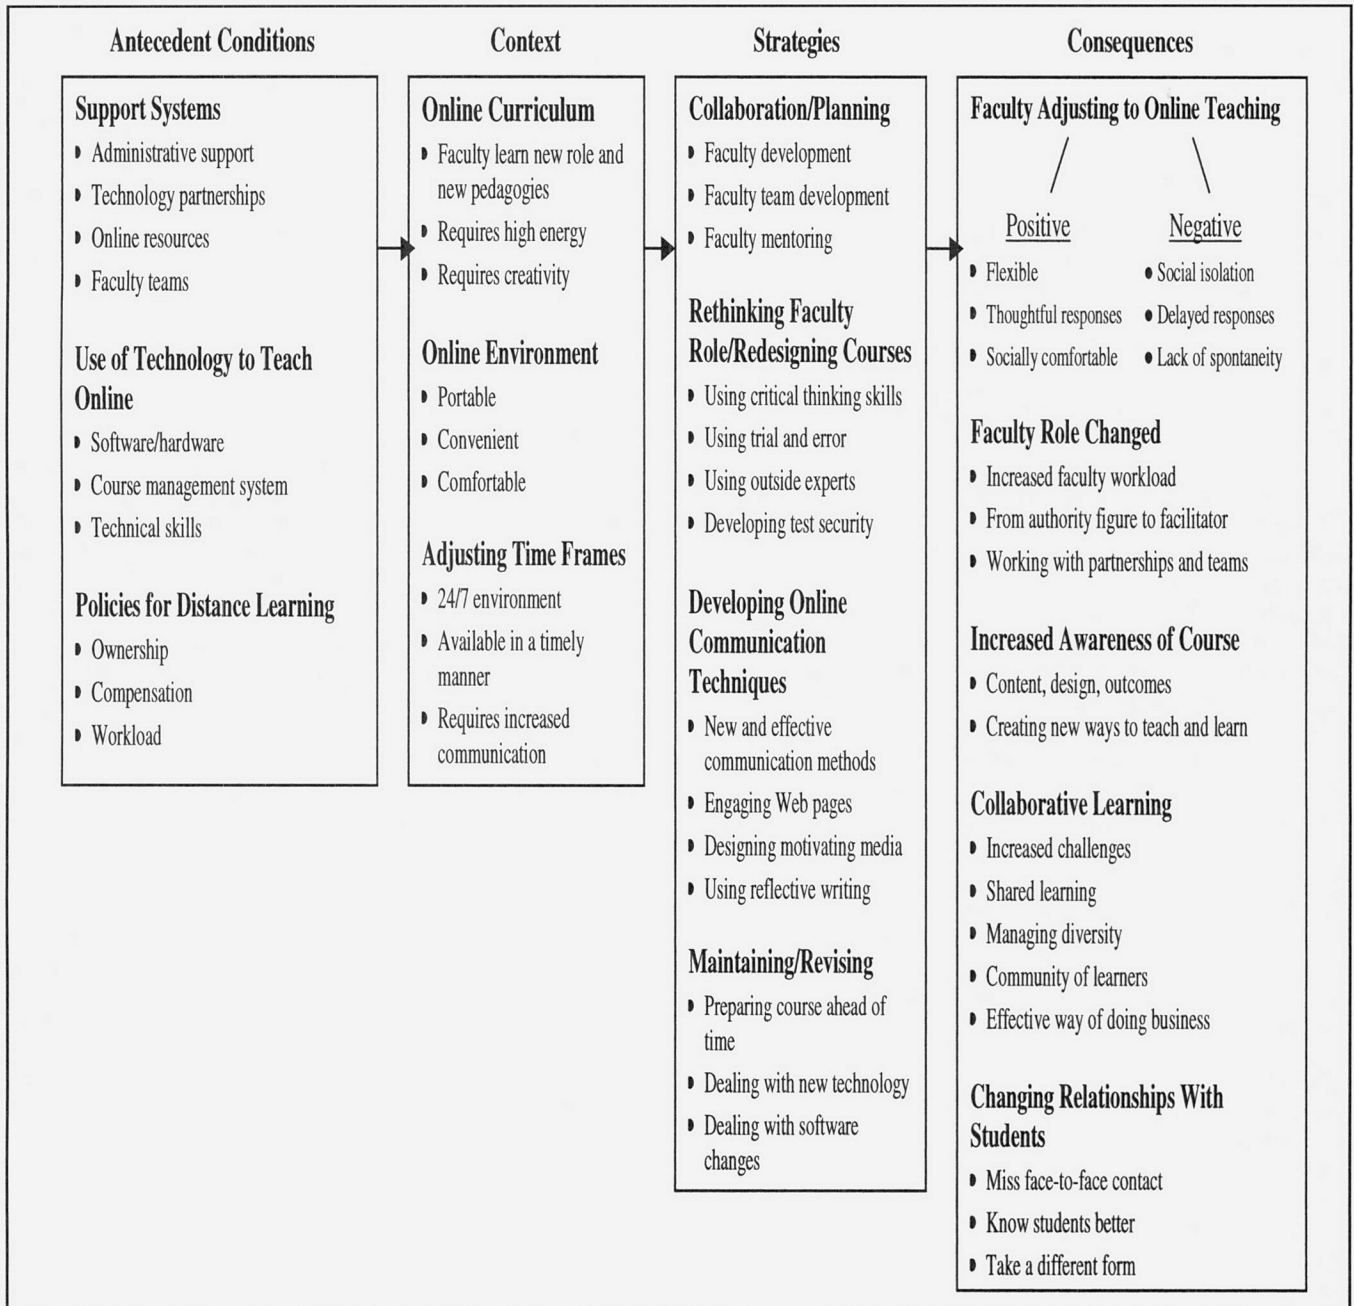 Antecedent Conditions
Support Systems
Administrative support
Technology partnerships
Online resources
Faculty teams
Use of Technology to Teach
Online
Software/hardware
Course management system
Technical skills
Policies for Distance Learning
Ownership
Compensation
Workload
Context
Online Curriculum
Faculty learn new role and
new pedagogies
Requires high energy
Requires creativity
Online Environment
Portable
Convenient
Comfortable
Adjusting Time Frames
24/7 environment
Available in a timely
manner
Requires increased
communication
Strategies
Collaboration/Planning
Faculty development
Faculty team development
Faculty mentoring
Rethinking Faculty
Role/Redesigning Courses
Using critical thinking skills
Using trial and error
Using outside experts
Developing test security
Developing Online
Communication
Techniques
New and effective
communication methods
Engaging Web pages
Designing motivating media
Using reflective writing
Maintaining/Revising
Preparing course ahead of
time
Dealing with new technology
Dealing with software
changes
Consequences
Faculty Adjusting to Online Teaching
Positive
Flexible
Thoughtful responses
Socially comfortable
Negative
Social isolation
Delayed responses
Lack of spontaneity
Faculty Role Changed
Increased faculty workload
From authority figure to facilitator
Working with partnerships and teams
Increased Awareness of Course
Content, design, outcomes
Creating new ways to teach and learn
Collaborative Learning
Increased challenges
Shared learning
Managing diversity
Community of learners
Effective way of doing business
Changing Relationships With
Students
Miss face-to-face contact
Know students better
Take a different form